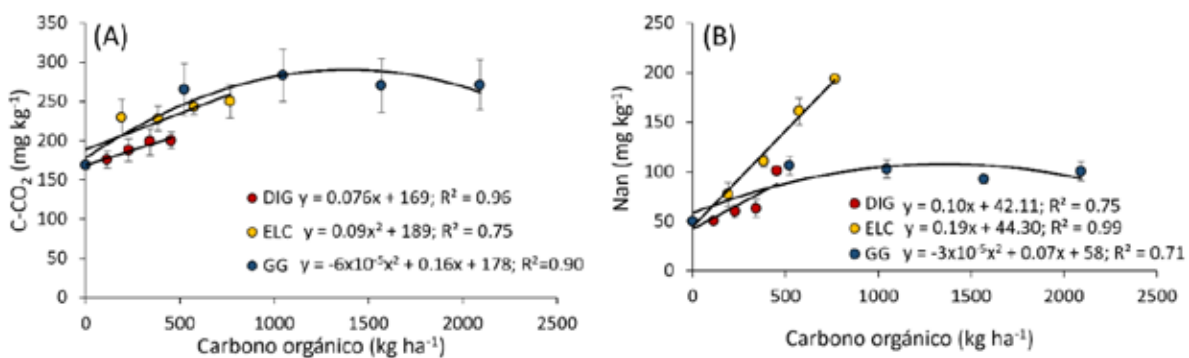 (A)
C-CO₂ (mg kg⁻¹)
350
300
250
200
150
100
50
0
DIG y = 0.076x + 169; R² = 0.96
ELC y = 0.09x² + 189; R² = 0.75
GG y = -6x10⁻⁵x² + 0.16x + 178; R²=0.90
0 500 1000 1500 2000 2500
Carbono orgánico (kg ha⁻¹)
(B)
Nan (mg kg⁻¹)
250
200
150
100
50
0
DIG y = 0.10x + 42.11; R² = 0.75
ELC y = 0.19x + 44.30; R² = 0.99
GG y = -3x10⁻⁵x² + 0.07x + 58; R² = 0.71
0 500 1000 1500 2000 2500
Carbono orgánico (kg ha⁻¹)